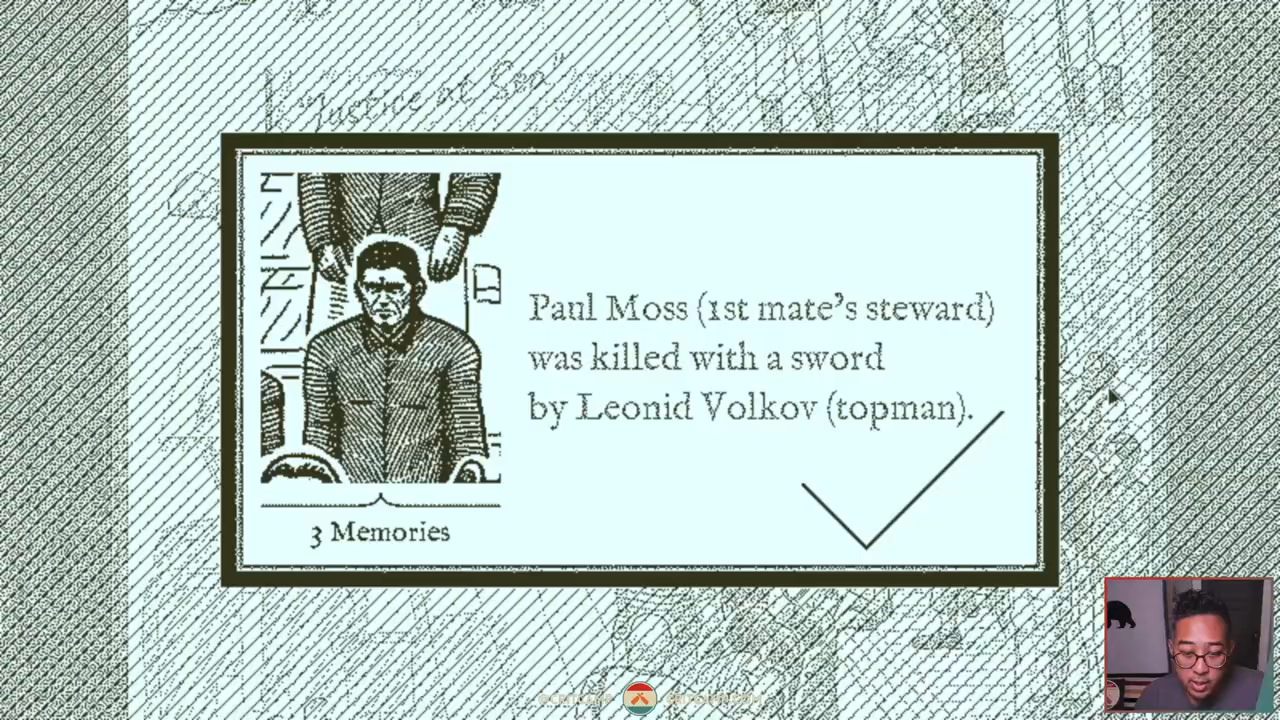 Justice at Sea
Paul Moss (1st mate's steward)
was killed with a sword
by Leonid Volkov (topman).
3 Memories